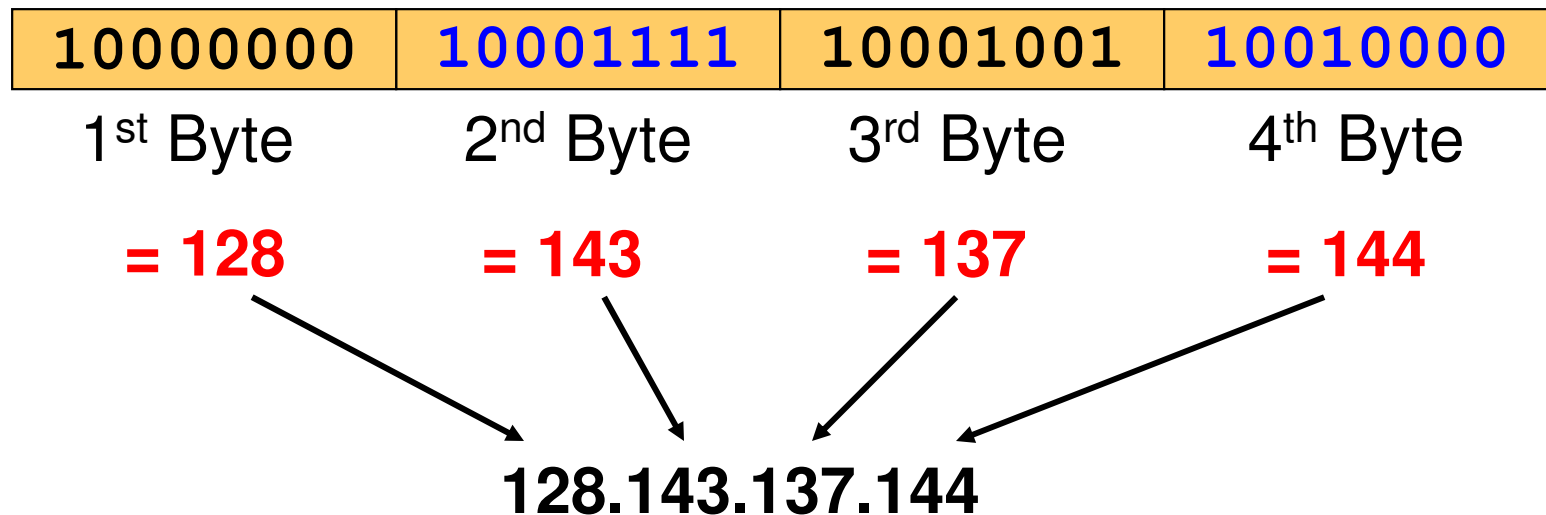 10000000 10001111 10001001 10010000
1st Byte 2nd Byte 3rd Byte 4th Byte
= 128 = 143 = 137 = 144
128.143.137.144